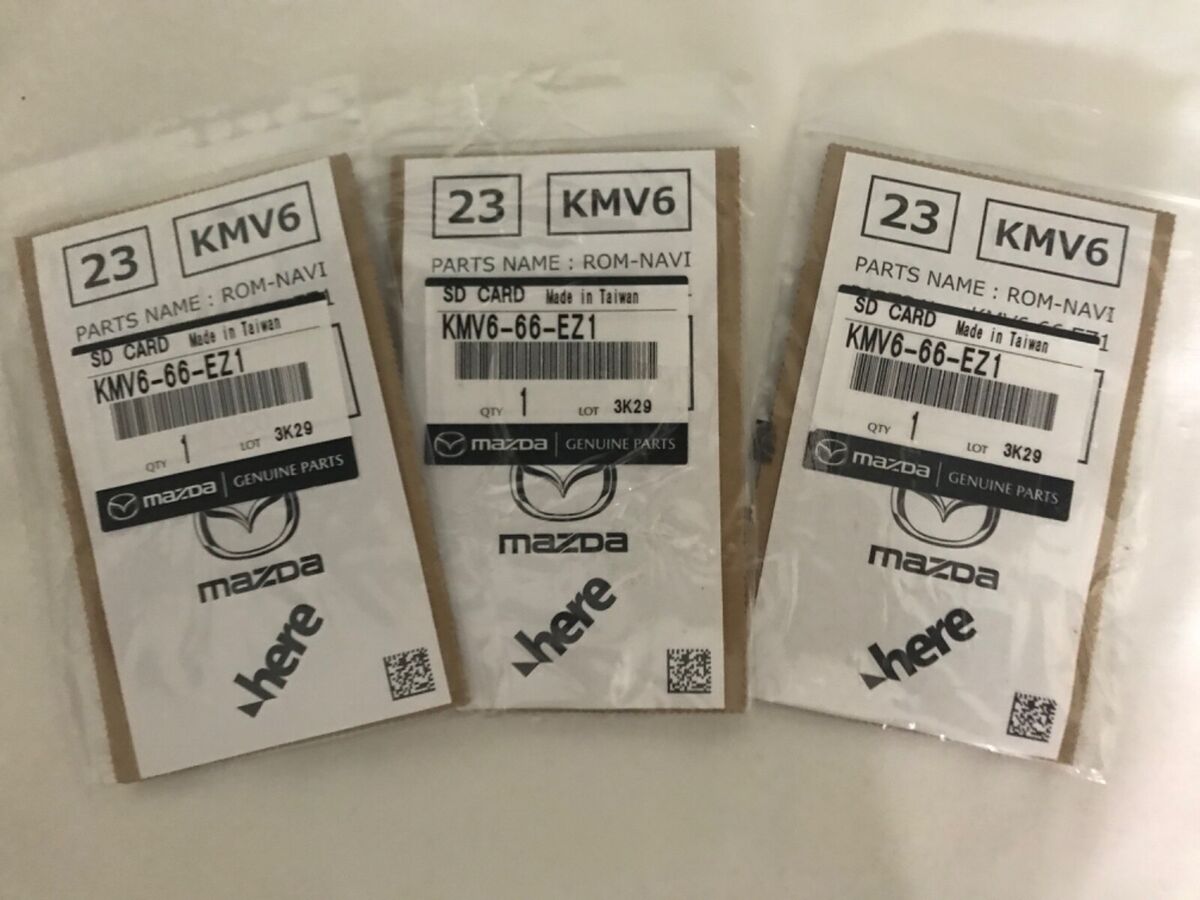 23 KMV6
PARTS NAME : ROM-NAVI
SD CARD Made in Taiwan
KMV6-66-EZ1
QTY 1 LOT 3K29
mazda GENUINE PARTS
mazda
here
23 KMV6
PARTS NAME : ROM-NAVI
SD CARD Made in Taiwan
KMV6-66-EZ1
QTY 1 LOT 3K29
mazda GENUINE PARTS
mazda
here
23 KMV6
PARTS NAME : ROM-NAVI
KMV6-66-EZ1
SD CARD Made in Taiwan
KMV6-66-EZ1
QTY 1 LOT 3K29
mazda GENUINE PARTS
mazda
here